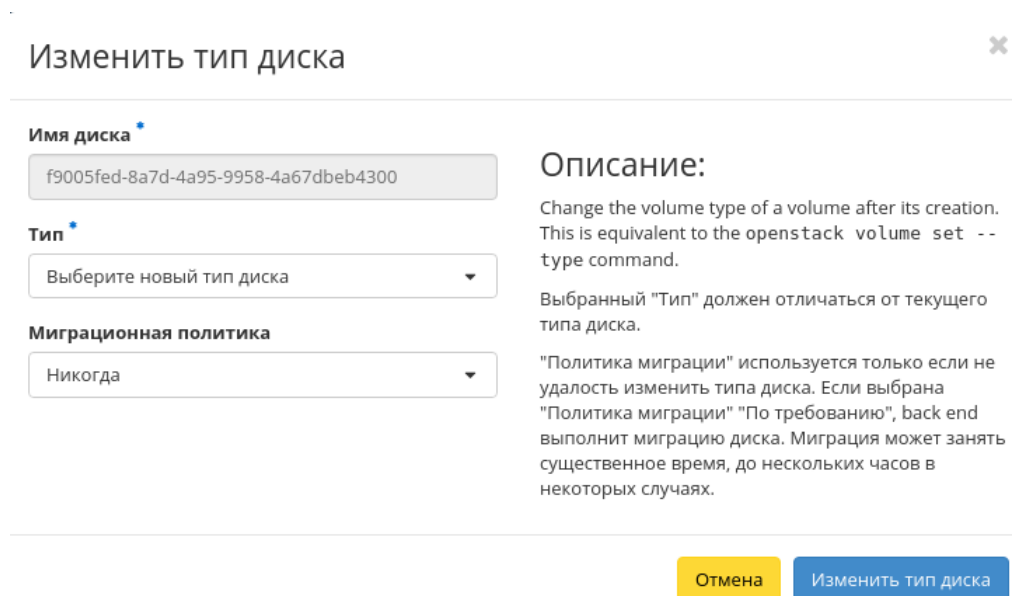 Изменить тип диска
Имя диска *
f9005fed-8a7d-4a95-9958-4a67dbeb4300
Тип *
Выберите новый тип диска
Миграционная политика
Никогда
Описание:
Change the volume type of a volume after its creation.
This is equivalent to the openstack volume set --
type command.
Выбранный "Тип" должен отличаться от текущего
типа диска.
"Политика миграции" используется только если не
удалость изменить типа диска. Если выбрана
"Политика миграции" "По требованию", back end
выполнит миграцию диска. Миграция может занять
существенное время, до нескольких часов в
некоторых случаях.
Отмена
Изменить тип диска